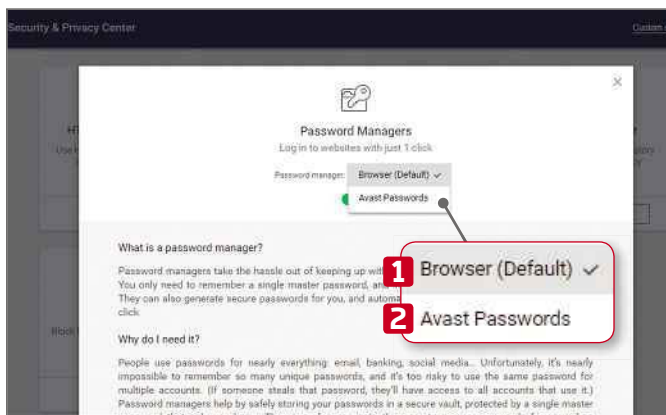 Security & Privacy Center
Password Managers
Log in to websites with just 1 click
Password manager: Browser (Default)
Avast Passwords
1 Browser (Default)
2 Avast Passwords
What is a password manager?
Password managers take the hassle out of keeping up with
You only need to remember a single master password, and
They can also generate secure passwords for you, and automa
click.
Why do I need it?
People use passwords for nearly everything: email, banking, social media... Unfortunately, it's nearly
impossible to remember so many unique passwords, and it's too risky to use the same password for
multiple accounts. (If someone steals that password, they'll have access to all accounts that use it.)
Password managers help by safely storing your passwords in a secure vault, protected by a single master